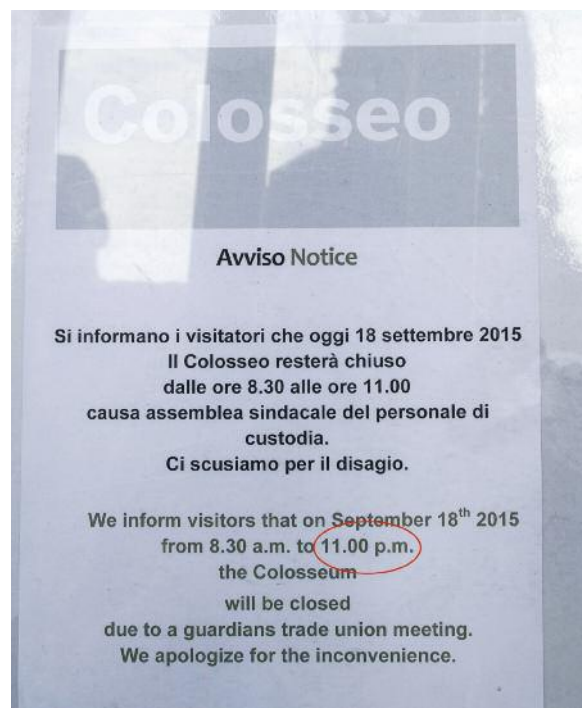 Colosseo
Avviso Notice
Si informano i visitatori che oggi 18 settembre 2015
Il Colosseo resterà chiuso
dalle ore 8.30 alle ore 11.00
causa assemblea sindacale del personale di
custodia.
Ci scusiamo per il disagio.
We inform visitors that on September 18th 2015
from 8.30 a.m. to 11.00 p.m.
the Colosseum
will be closed
due to a guardians trade union meeting.
We apologize for the inconvenience.